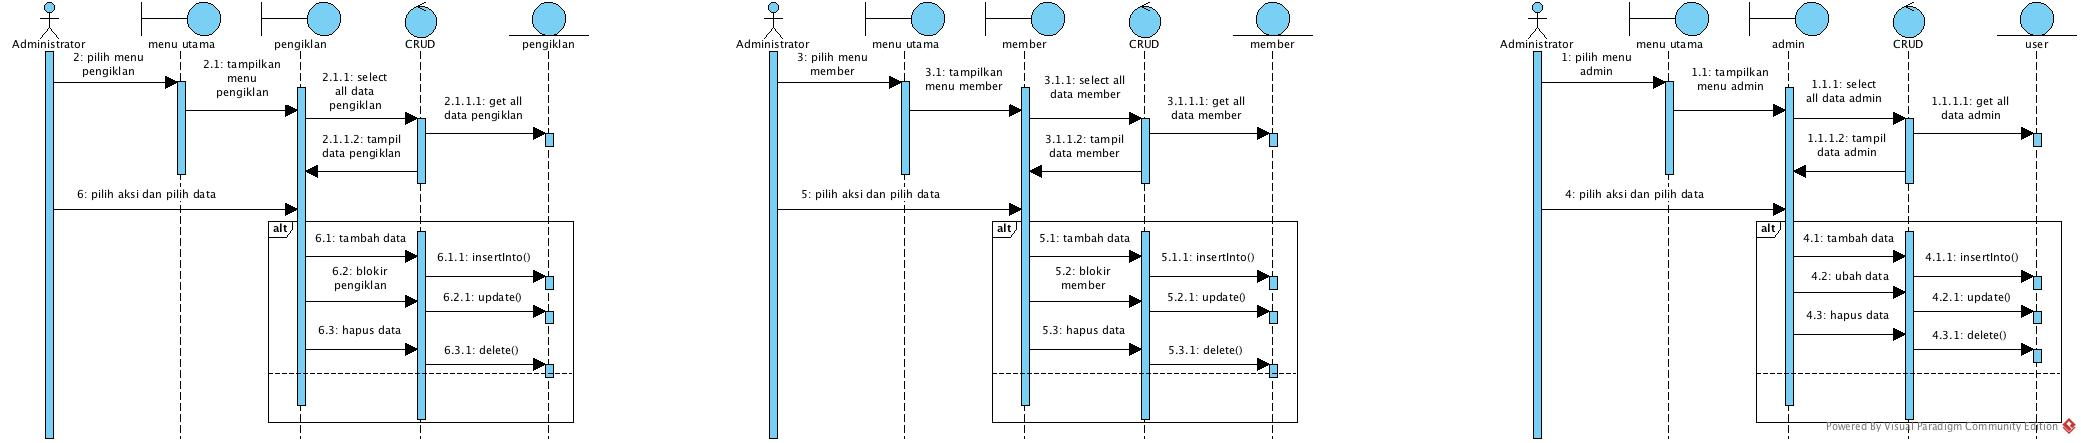 Administrator
menu utama
pengiklan
CRUD
pengiklan
2: pilih menu
pengiklan
2.1: tampilkan
menu
pengiklan
2.1.1: select
all data
pengiklan
2.1.1.1: get all
data pengiklan
2.1.1.2: tampil
data pengiklan
6: pilih aksi dan pilih data
alt
6.1: tambah data
6.1.1: insertInto()
6.2: blokir
pengiklan
6.2.1: update()
6.3: hapus data
6.3.1: delete()
Administrator
menu utama
member
CRUD
member
3: pilih menu
member
3.1: tampilkan
menu member
3.1.1: select all
data member
3.1.1.1: get all
data member
3.1.1.2: tampil
data member
5: pilih aksi dan pilih data
alt
5.1: tambah data
5.1.1: insertInto()
5.2: blokir
member
5.2.1: update()
5.3: hapus data
5.3.1: delete()
Administrator
menu utama
admin
CRUD
user
1: pilih menu
admin
1.1: tampilkan
menu admin
1.1.1: select
all data admin
1.1.1.1: get all
data admin
1.1.1.2: tampil
data admin
4: pilih aksi dan pilih data
alt
4.1: tambah data
4.1.1: insertInto()
4.2: ubah data
4.2.1: update()
4.3: hapus data
4.3.1: delete()
Powered By Visual Paradigm Community Edition